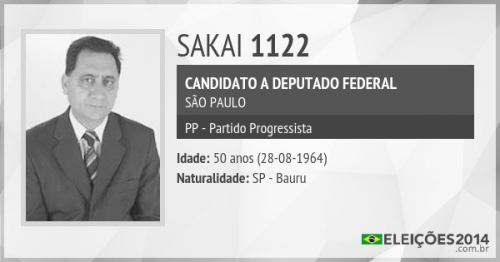 SAKAI 1122
CANDIDATO A DEPUTADO FEDERAL
SÃO PAULO
PP - Partido Progressista
Idade: 50 anos (28-08-1964)
Naturalidade: SP - Bauru
ELEIÇÕES2014
.com.br